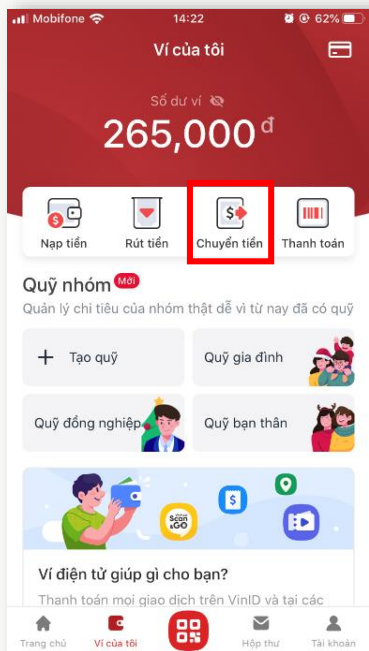 Mobifone 14:22 62%
Ví của tôi
Số dư ví
265,000 đ
Nạp tiền Rút tiền Chuyển tiền Thanh toán
Quỹ nhóm Mới
Quản lý chi tiêu của nhóm thật dễ vì từ nay đã có quỹ
+ Tạo quỹ Quỹ gia đình
Quỹ đồng nghiệp Quỹ bạn thân
Scan
&GO
Ví điện tử giúp gì cho bạn?
Thanh toán mọi giao dịch trên VinID và tại các
Trang chủ Ví của tôi Hộp thư Tài khoản